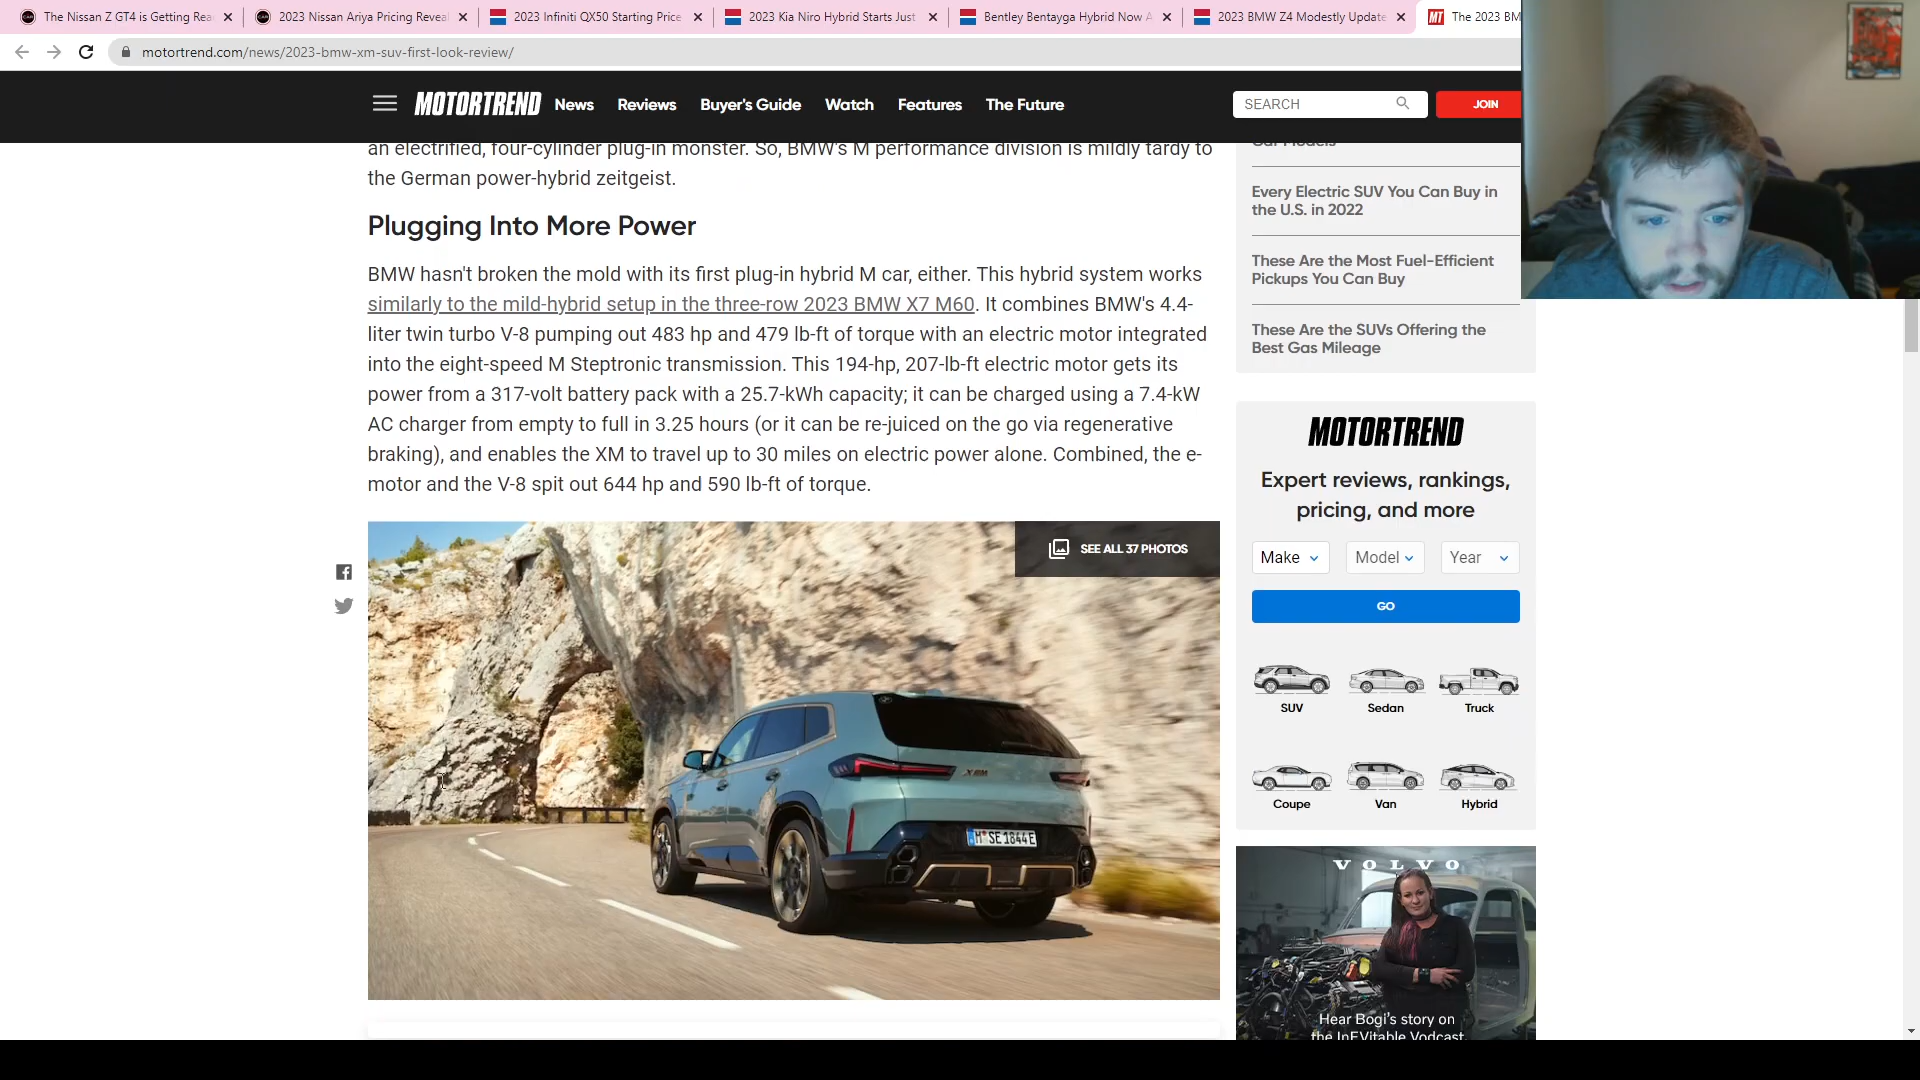 The Nissan Z GT4 is Getting Rea
2023 Nissan Ariya Pricing Reveal
2023 Infiniti QX50 Starting Price
2023 Kia Niro Hybrid Starts Just
Bentley Bentayga Hybrid Now A
2023 BMW Z4 Modestly Update
The 2023 BM
motortrend.com/news/2023-bmw-xm-suv-first-look-review/
MOTORTREND News Reviews Buyer's Guide Watch Features The Future
SEARCH
JOIN
an electrified, four-cylinder plug-in monster. So, BMW's M performance division is mildly tardy to
the German power-hybrid zeitgeist.
Plugging Into More Power
BMW hasn't broken the mold with its first plug-in hybrid M car, either. This hybrid system works
similarly to the mild-hybrid setup in the three-row 2023 BMW X7 M60. It combines BMW's 4.4-
liter twin turbo V-8 pumping out 483 hp and 479 lb-ft of torque with an electric motor integrated
into the eight-speed M Steptronic transmission. This 194-hp, 207-lb-ft electric motor gets its
power from a 317-volt battery pack with a 25.7-kWh capacity; it can be charged using a 7.4-kW
AC charger from empty to full in 3.25 hours (or it can be re-juiced on the go via regenerative
braking), and enables the XM to travel up to 30 miles on electric power alone. Combined, the e-
motor and the V-8 spit out 644 hp and 590 lb-ft of torque.
SEE ALL 37 PHOTOS
XM
M SE 1844E
Car Models
Every Electric SUV You Can Buy in
the U.S. in 2022
These Are the Most Fuel-Efficient
Pickups You Can Buy
These Are the SUVs Offering the
Best Gas Mileage
MOTORTREND
Expert reviews, rankings,
pricing, and more
Make Model Year
GO
SUV Sedan Truck
Coupe Van Hybrid
VOLVO
Hear Bogi's story on
the InEVitable Vodcast.